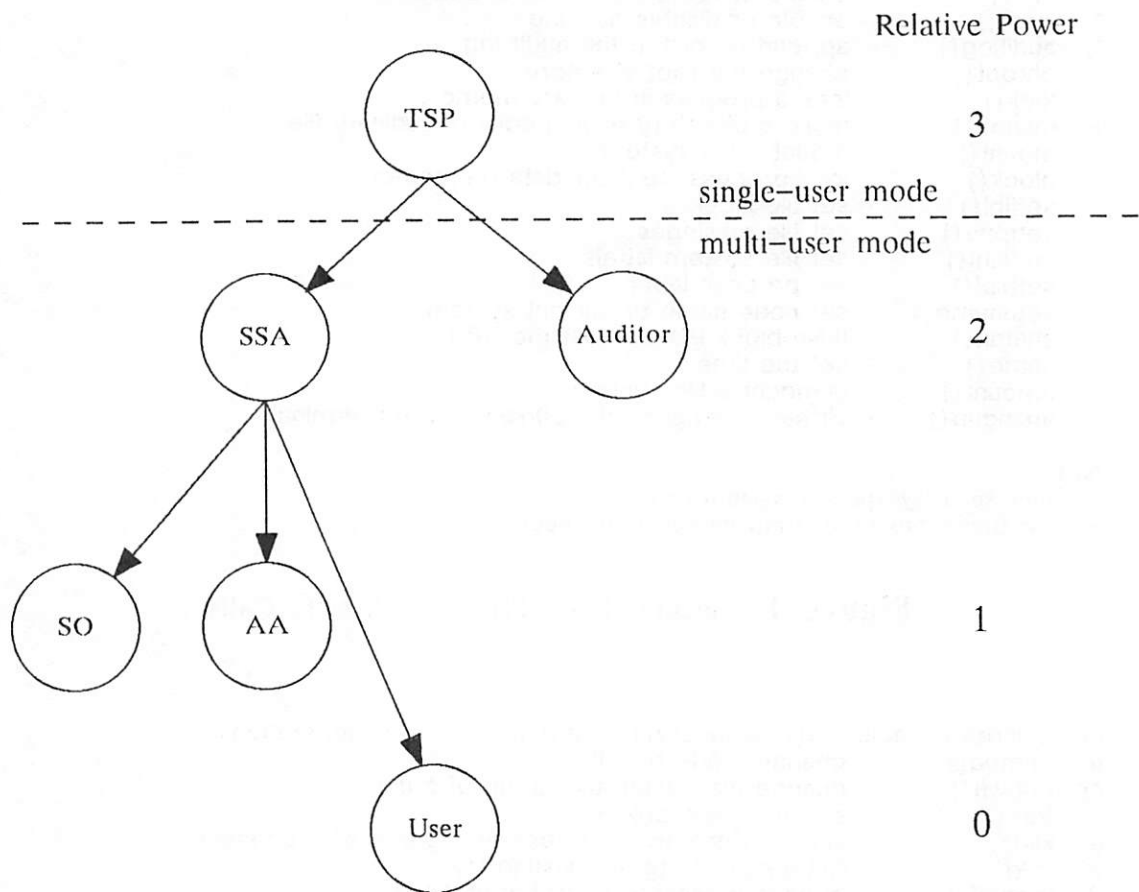 Relative Power
TSP
3
single-user mode
multi-user mode
SSA
Auditor
2
SO
AA
1
User
0